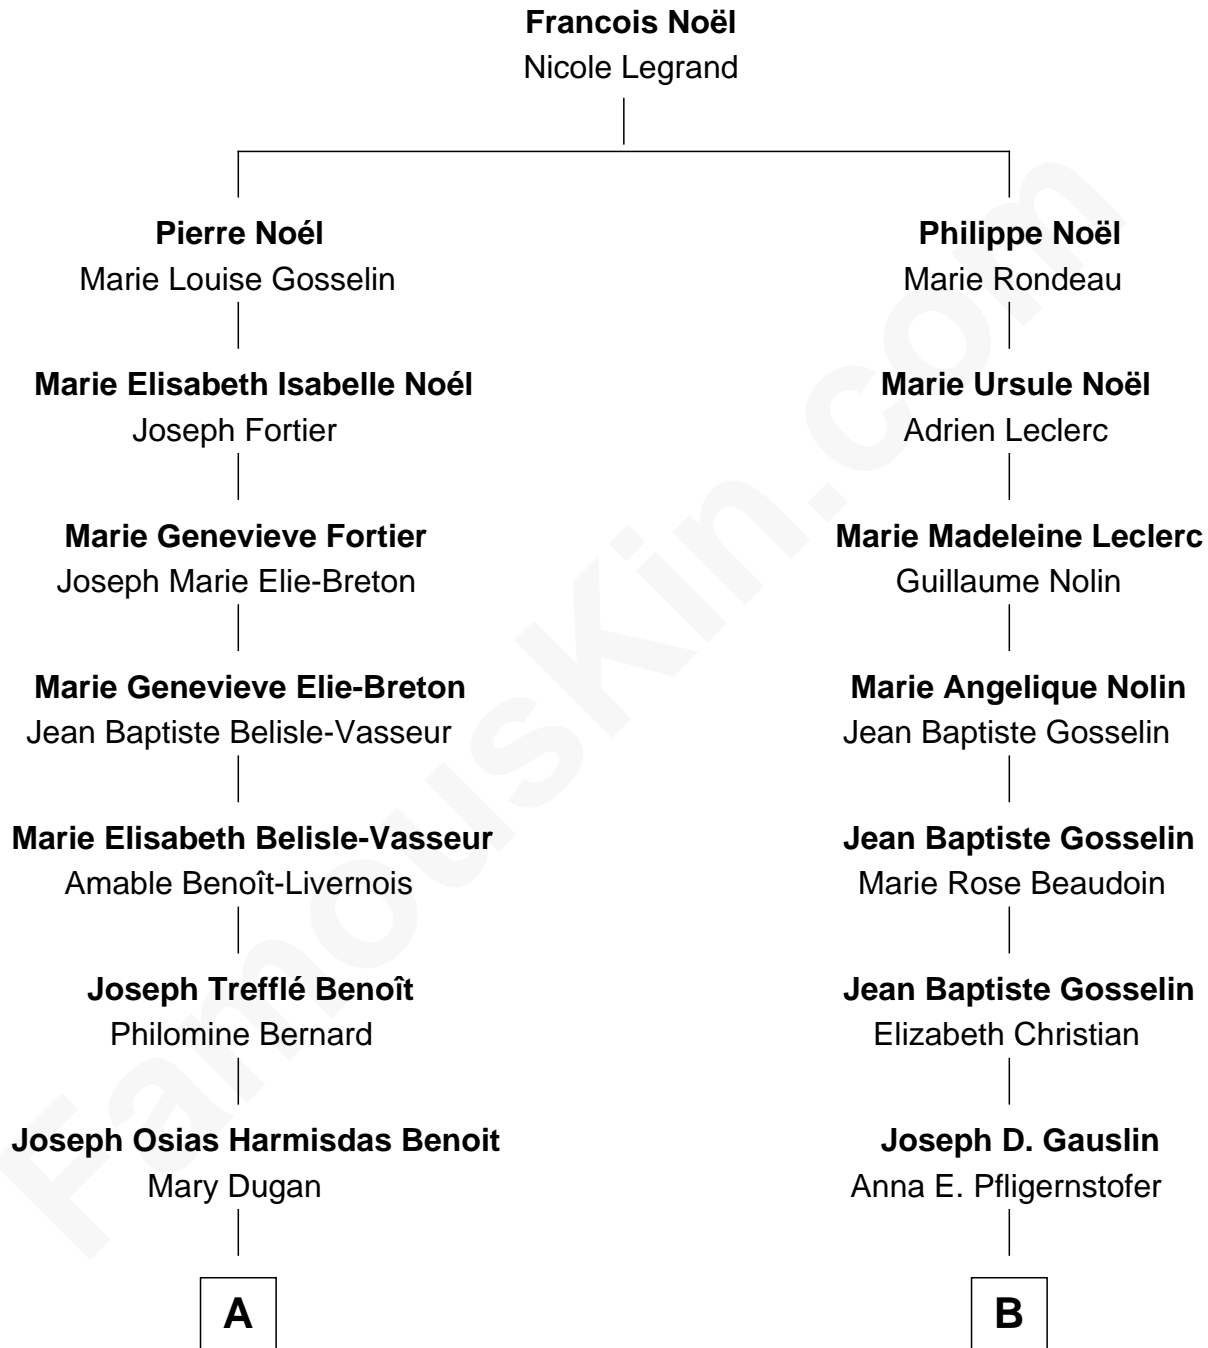 Francois Noël
Nicole Legrand
Pierre Noél
Marie Louise Gosselin
Philippe Noël
Marie Rondeau
Marie Elisabeth Isabelle Noél
Joseph Fortier
Marie Ursule Noël
Adrien Leclerc
Marie Genevieve Fortier
Joseph Marie Elie-Breton
Marie Madeleine Leclerc
Guillaume Nolin
Marie Genevieve Elie-Breton
Jean Baptiste Belisle-Vasseur
Marie Angelique Nolin
Jean Baptiste Gosselin
Marie Elisabeth Belisle-Vasseur
Amable Benoît-Livernois
Jean Baptiste Gosselin
Marie Rose Beaudoin
Joseph Trefflé Benoît
Philomine Bernard
Jean Baptiste Gosselin
Elizabeth Christian
Joseph Osias Harmisdas Benoit
Mary Dugan
Joseph D. Gauslin
Anna E. Pfligernstofer
A
B
FamousKin.com